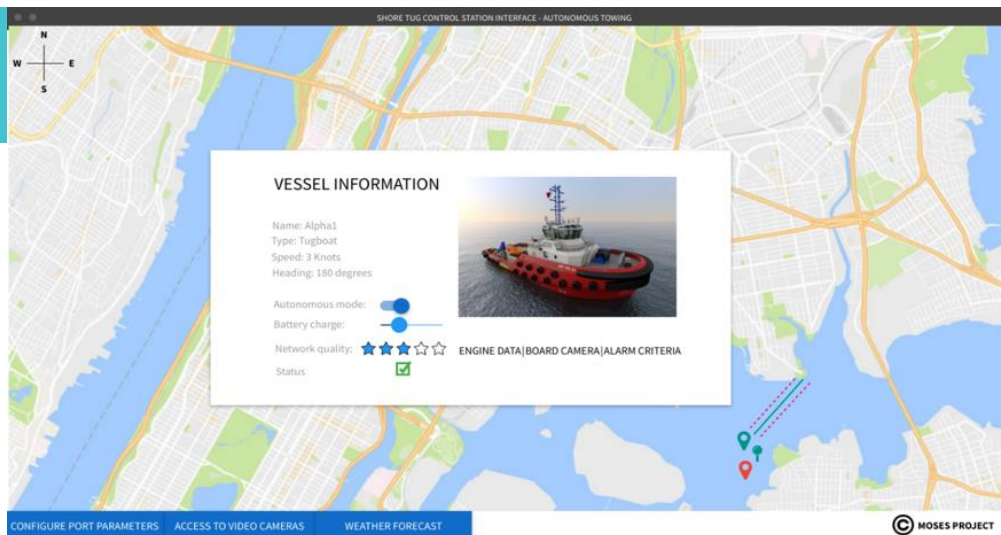 SHORE TUG CONTROL STATION INTERFACE - AUTONOMOUS TOWING
N
W E
S
VESSEL INFORMATION
Name: Alpha1
Type: Tugboat
Speed: 3 Knots
Heading: 180 degrees
Autonomous mode:
Battery charge:
Network quality:
ENGINE DATA|BOARD CAMERA|ALARM CRITERIA
Status
CONFIGURE PORT PARAMETERS
ACCESS TO VIDEO CAMERAS
WEATHER FORECAST
© MOSES PROJECT